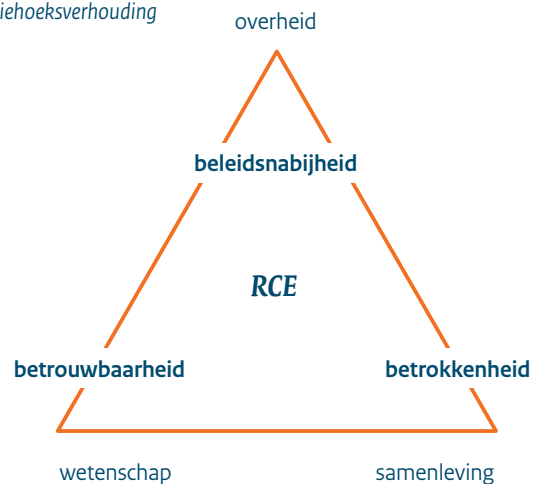 iehoeksverhouding
overheid
beleidsnabijheid
RCE
betrouwbaarheid betrokkenheid
wetenschap samenleving